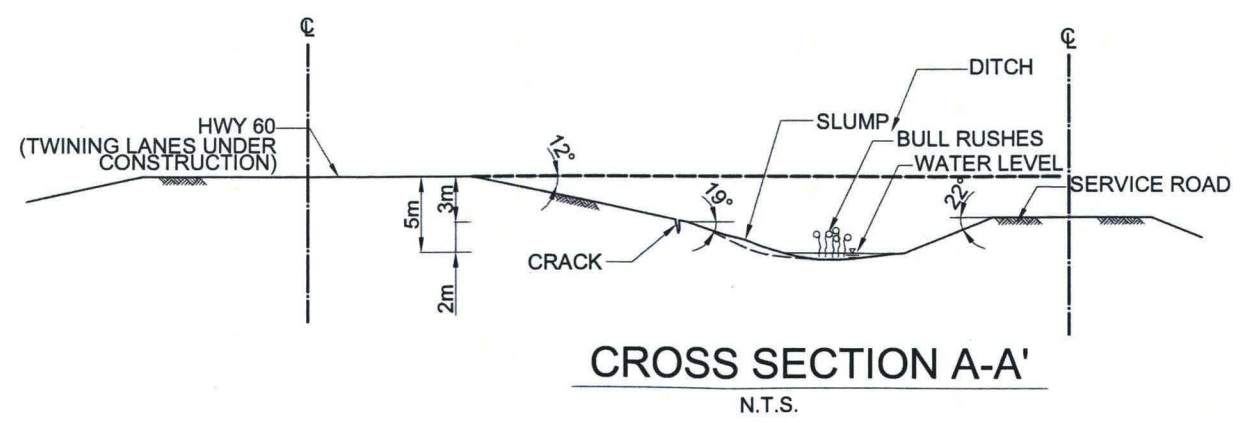 ℄
℄
DITCH
HWY 60
(TWINING LANES UNDER
CONSTRUCTION)
SLUMP
BULL RUSHES
WATER LEVEL
12°
19°
22°
SERVICE ROAD
5m
3m
CRACK
2m
CROSS SECTION A-A'
N.T.S.